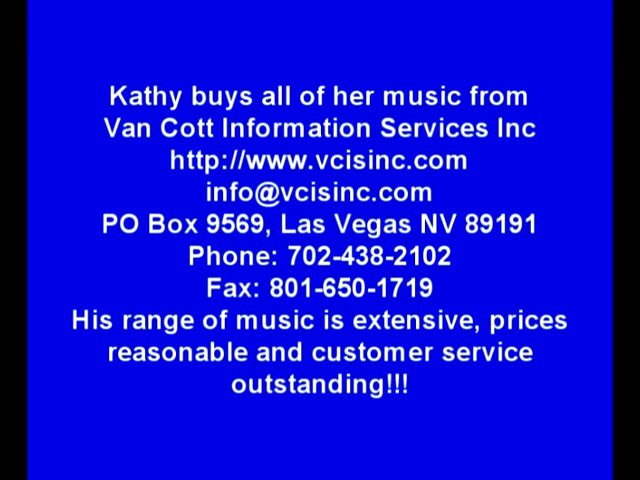 Kathy buys all of her music from
Van Cott Information Services Inc
http://www.vcisinc.com
info@vcisinc.com
PO Box 9569, Las Vegas NV 89191
Phone: 702-438-2102
Fax: 801-650-1719
His range of music is extensive, prices
reasonable and customer service
outstanding!!!